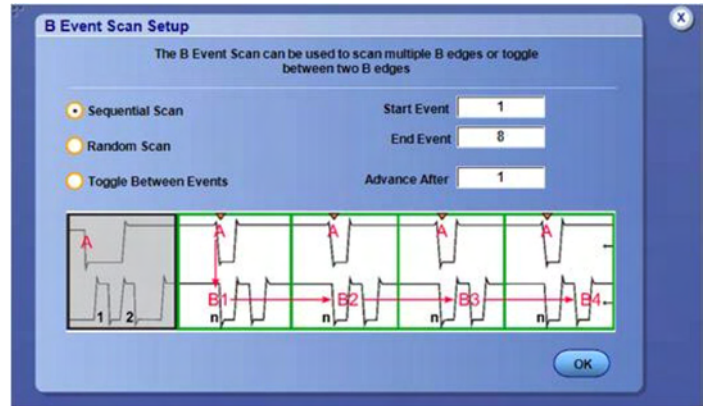 B Event Scan Setup
X
The B Event Scan can be used to scan multiple B edges or toggle
between two B edges
Sequential Scan
Start Event 1
Random Scan
End Event 8
Toggle Between Events
Advance After 1
A A A A A
B1 B2 B3 B4
1 2 n n n n
OK